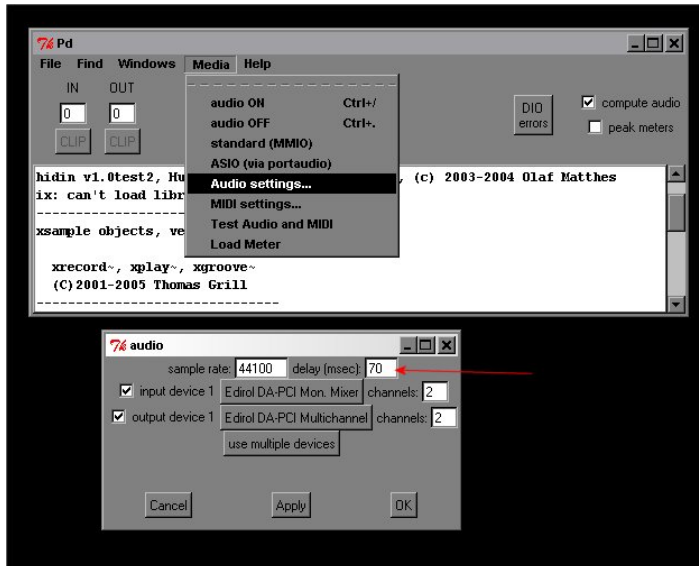 Pd
File Find Windows Media Help
IN OUT
0 0
CLIP CLIP
DIO errors
compute audio
peak meters
audio ON Ctrl+/
audio OFF Ctrl+.
standard (MMIO)
ASIO (via portaudio)
Audio settings...
MIDI settings...
Test Audio and MIDI
Load Meter
hidin v1.0test2, Hu , (c) 2003-2004 Olaf Matthes
ix: can't load libr
------------------
xsample objects, ve
xrecord~, xplay~, xgroove~
(C)2001-2005 Thomas Grill
-------------------------------
audio
sample rate: 44100 delay (msec): 70
input device 1 Edirol DA-PCI Mon. Mixer channels: 2
output device 1 Edirol DA-PCI Multichannel channels: 2
use multiple devices
Cancel Apply OK